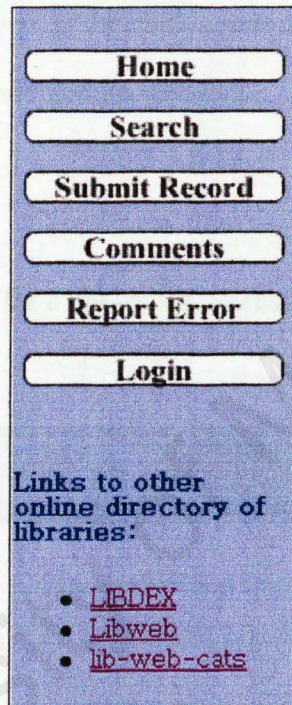 Home
Search
Submit Record
Comments
Report Error
Login
Links to other
online directory of
libraries:
• LIBDEX
• Libweb
• lib-web-cats